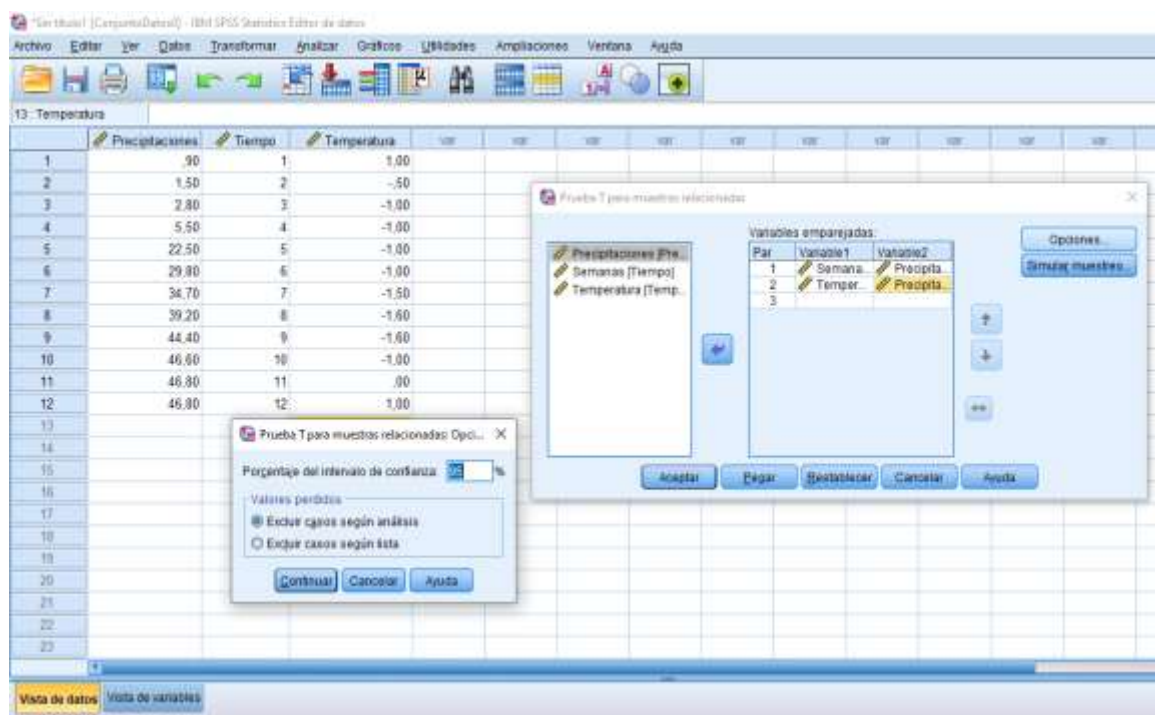 *Sin título1 [ConjuntoDatos0] - IBM SPSS Statistics Editor de datos
Archivo Editar Ver Datos Transformar Analizar Gráficos Utilidades Ampliaciones Ventana Ayuda
13 : Temperatura
Precipitaciones Tiempo Temperatura var var var var var var var var var
1 ,90 1 1,00
2 1,50 2 -,50
3 2,80 3 -1,00
4 5,50 4 -1,00
5 22,50 5 -1,00
6 29,80 6 -1,00
7 34,70 7 -1,50
8 39,20 8 -1,60
9 44,40 9 -1,60
10 46,60 10 -1,00
11 46,80 11 ,00
12 46,80 12 1,00
13
14
15
16
17
18
19
20
21
22
23
Prueba T para muestras relacionadas
Variables emparejadas:
Precipitaciones [Pre...
Semanas [Tiempo]
Temperatura [Temp...
Par Variable1 Variable2
1 Semana... Precipita...
2 Temper... Precipita...
3
Opciones...
Simular muestreo...
Aceptar Pegar Restablecer Cancelar Ayuda
Prueba T para muestras relacionadas: Opci...
Porcentaje del intervalo de confianza: 95 %
Valores perdidos
Excluir casos según análisis
Excluir casos según lista
Continuar Cancelar Ayuda
Vista de datos Vista de variables